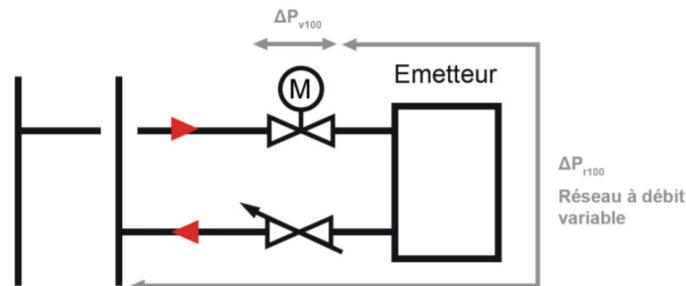 ΔPv100
M
Emetteur
ΔPr100
Réseau à débit
variable